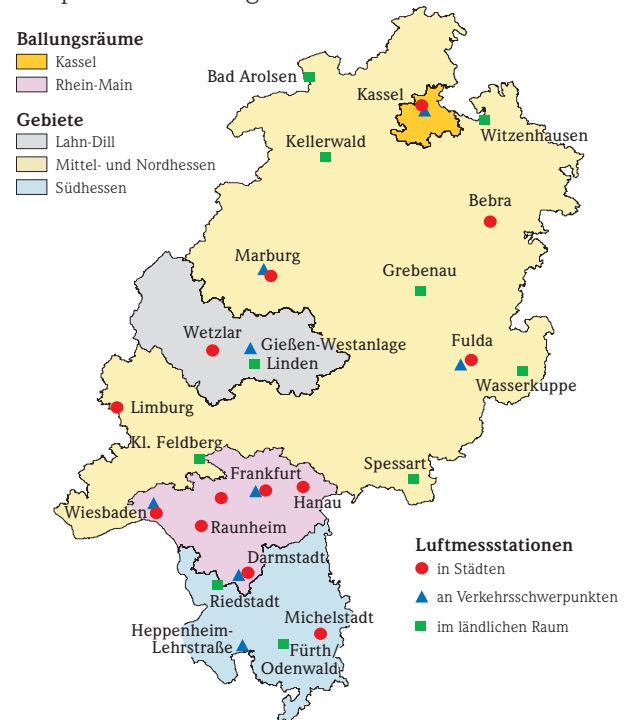 Ballungsräume
Kassel
Rhein-Main
Gebiete
Lahn-Dill
Mittel- und Nordhessen
Südhessen
Bad Arolsen
Kassel
Witzenhausen
Kellerwald
Bebra
Marburg
Grebenau
Wetzlar
Gießen-Westanlage
Linden
Fulda
Wasserkuppe
Limburg
Kl. Feldberg
Spessart
Frankfurt
Hanau
Wiesbaden
Raunheim
Darmstadt
Riedstadt
Michelstadt
Heppenheim-
Lehrstraße
Fürth/
Odenwald
Luftmessstationen
in Städten
an Verkehrsschwerpunkten
im ländlichen Raum